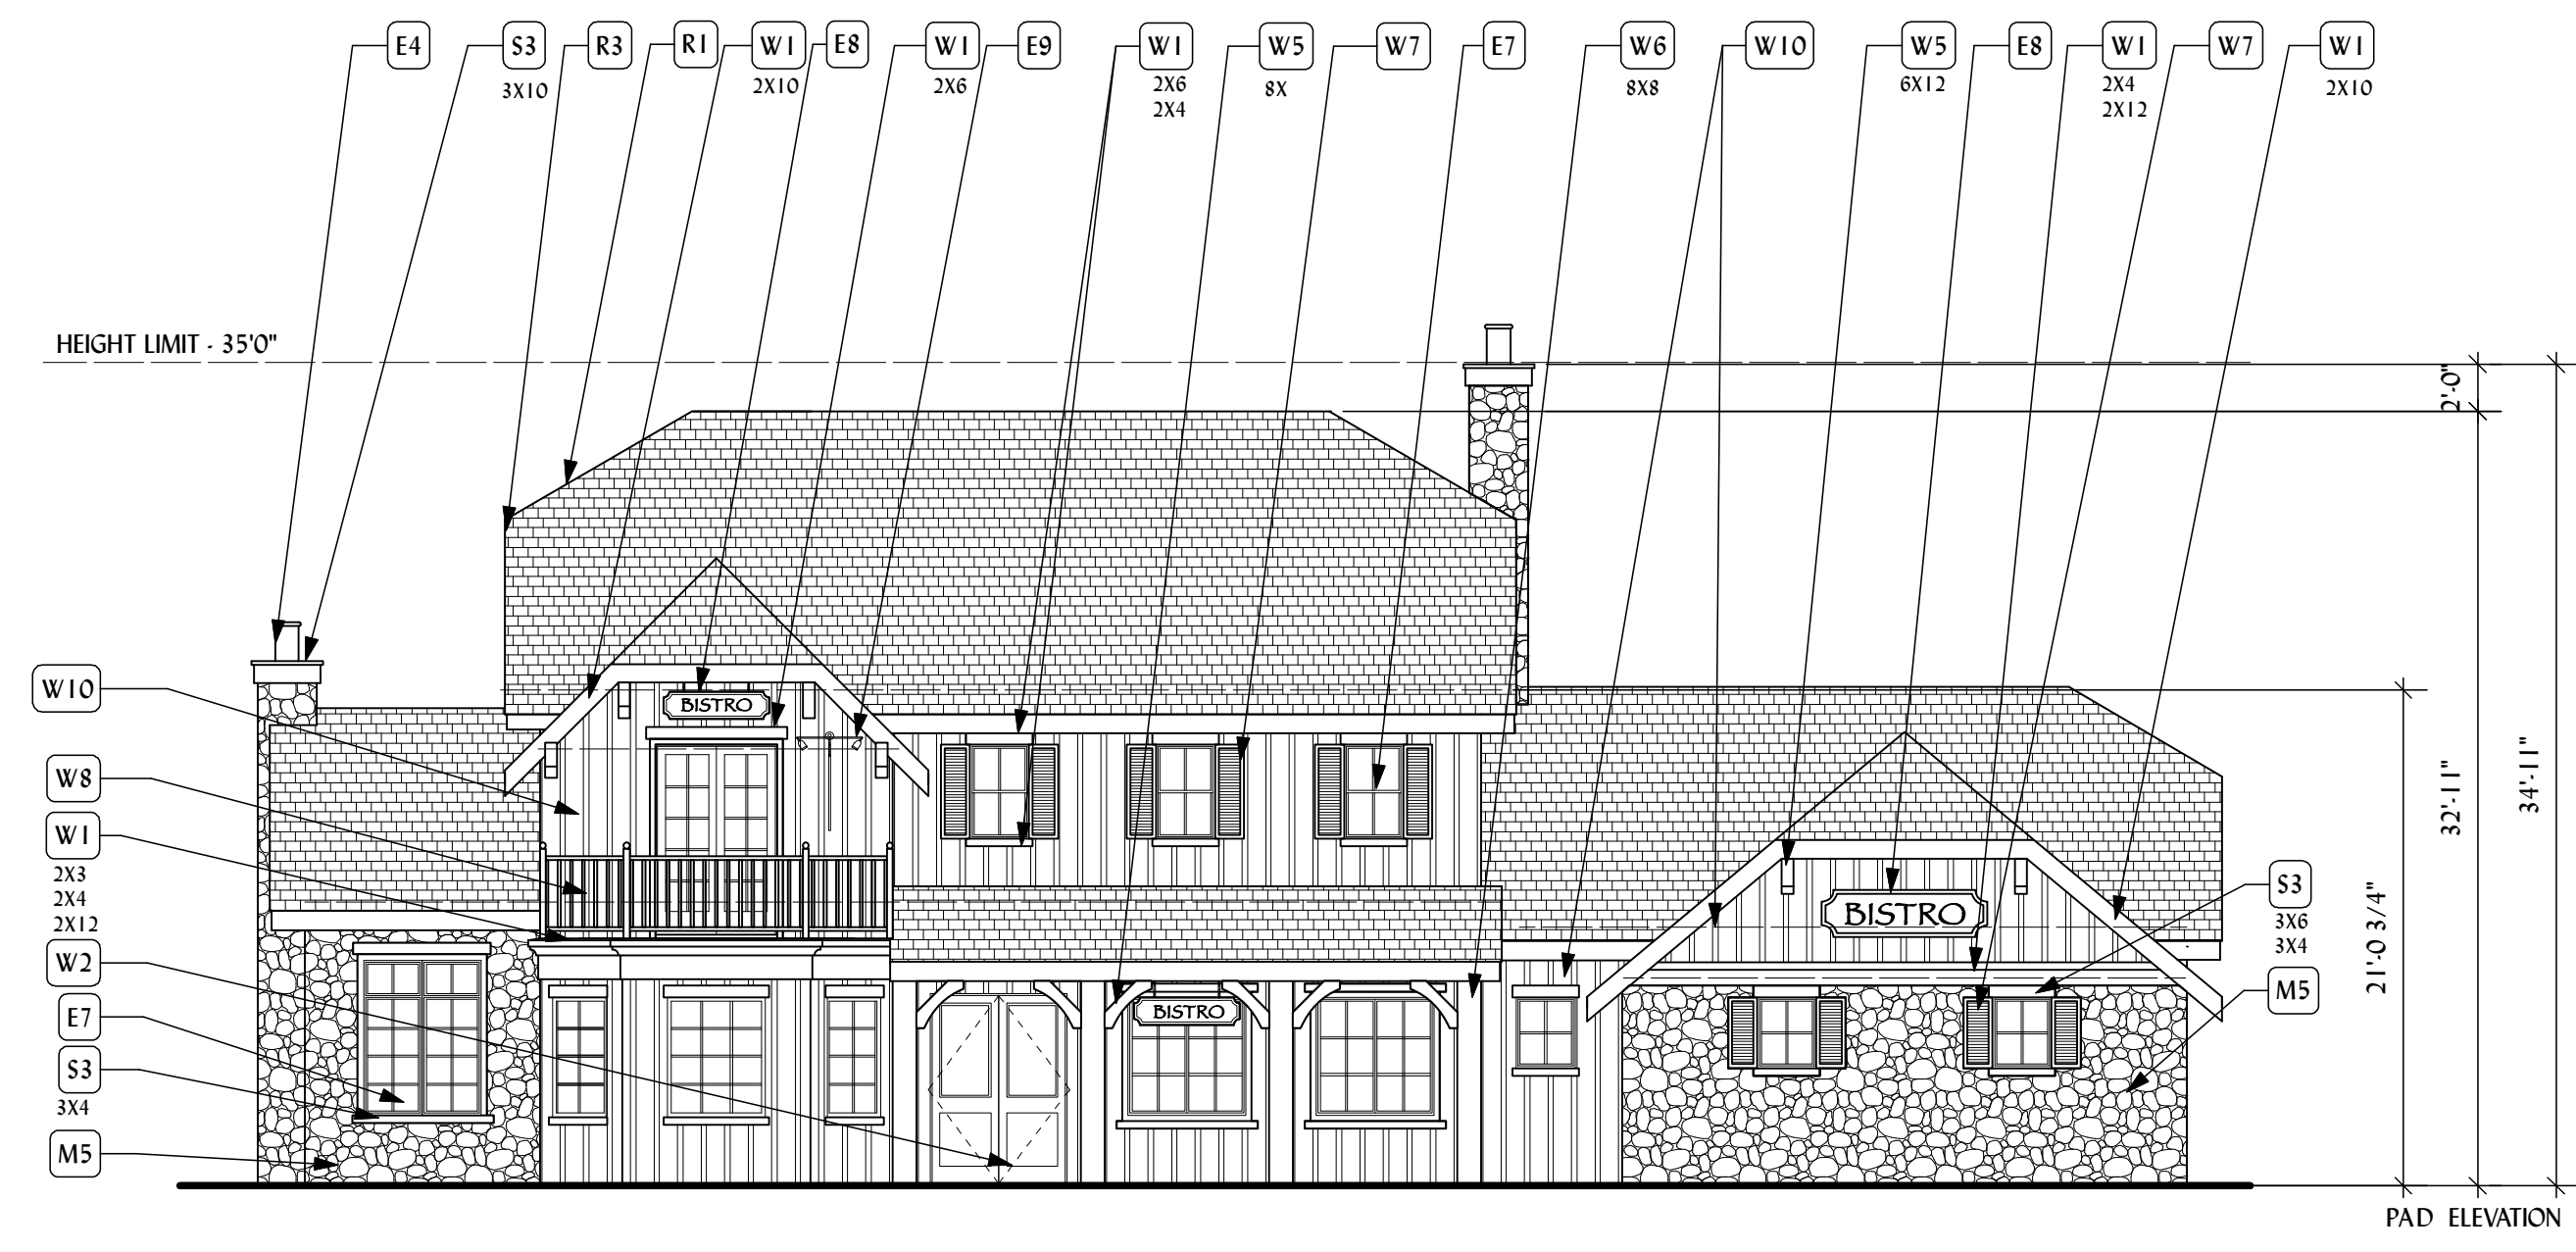 E4
S3
3X10
R3
R1
W1
2X10
E8
W1
2X6
E9
W1
2X6
2X4
W5
8X
W7
E7
W6
8X8
W10
W5
6X12
E8
W1
2X4
2X12
W7
W1
2X10
HEIGHT LIMIT - 35'0"
2'-0"
32'-11"
34'-11"
21'-0 3/4"
W10
W8
W1
2X3
2X4
2X12
W2
E7
S3
3X4
M5
BISTRO
BISTRO
BISTRO
S3
3X6
3X4
M5
PAD ELEVATION